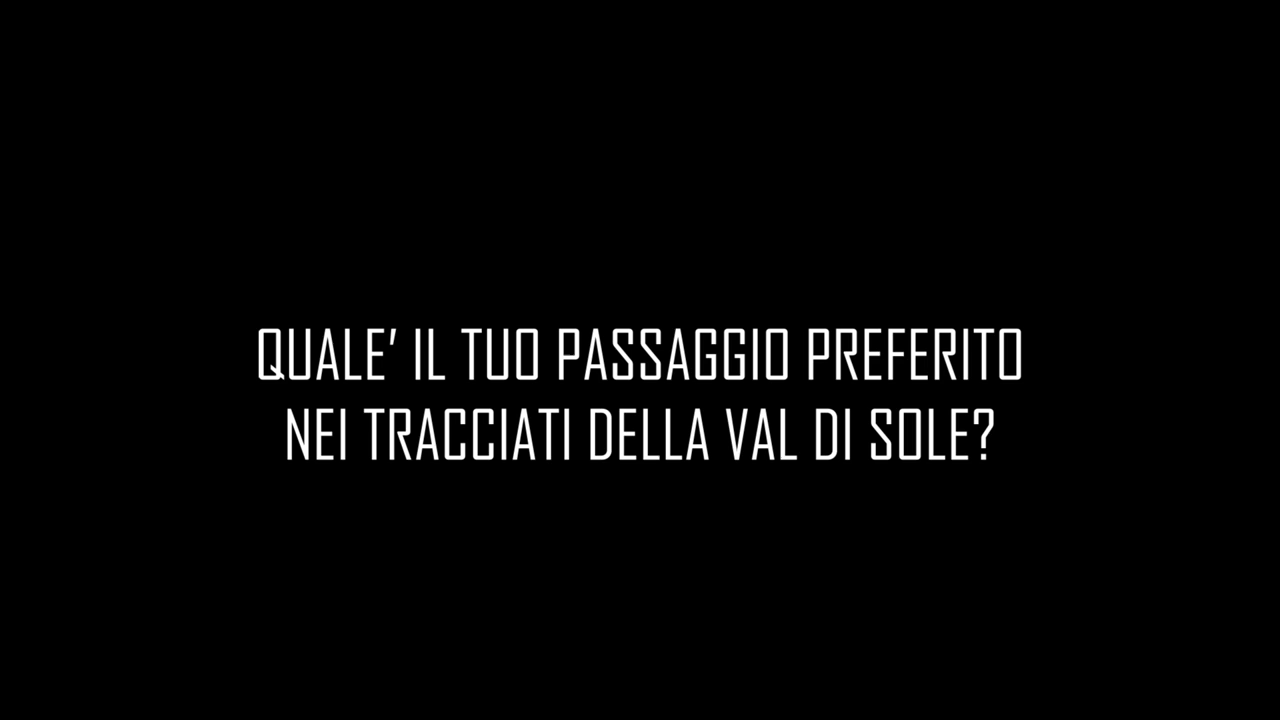 QUALE’ IL TUO PASSAGGIO PREFERITO
NEI TRACCIATI DELLA VAL DI SOLE?